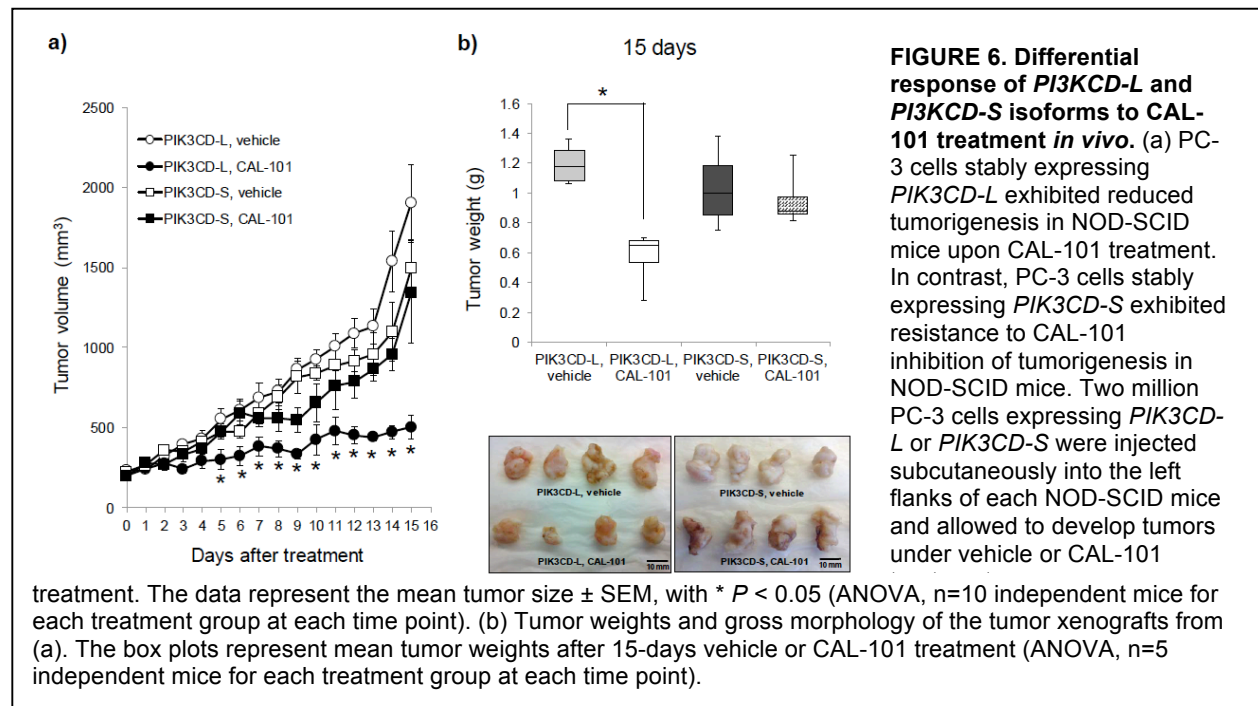 a)
2500
2000
1500
1000
500
0
Tumor volume (mm3)
PIK3CD-L, vehicle
PIK3CD-L, CAL-101
PIK3CD-S, vehicle
PIK3CD-S, CAL-101
* * * * * * * * * * *
0 1 2 3 4 5 6 7 8 9 10 11 12 13 14 15 16
Days after treatment
b)
15 days
*
1.6
1.4
1.2
1
0.8
0.6
0.4
0.2
0
Tumor weight (g)
PIK3CD-L, PIK3CD-L, PIK3CD-S, PIK3CD-S,
vehicle CAL-101 vehicle CAL-101
PIK3CD-L, vehicle
PIK3CD-S, vehicle
PIK3CD-L, CAL-101
10 mm
PIK3CD-S, CAL-101
10 mm
FIGURE 6. Differential
response of PI3KCD-L and
PI3KCD-S isoforms to CAL-
101 treatment in vivo. (a) PC-
3 cells stably expressing
PIK3CD-L exhibited reduced
tumorigenesis in NOD-SCID
mice upon CAL-101 treatment.
In contrast, PC-3 cells stably
expressing PIK3CD-S exhibited
resistance to CAL-101
inhibition of tumorigenesis in
NOD-SCID mice. Two million
PC-3 cells expressing PIK3CD-
L or PIK3CD-S were injected
subcutaneously into the left
flanks of each NOD-SCID mice
and allowed to develop tumors
under vehicle or CAL-101
treatment. The data represent the mean tumor size ± SEM, with * P < 0.05 (ANOVA, n=10 independent mice for
each treatment group at each time point). (b) Tumor weights and gross morphology of the tumor xenografts from
(a). The box plots represent mean tumor weights after 15-days vehicle or CAL-101 treatment (ANOVA, n=5
independent mice for each treatment group at each time point).